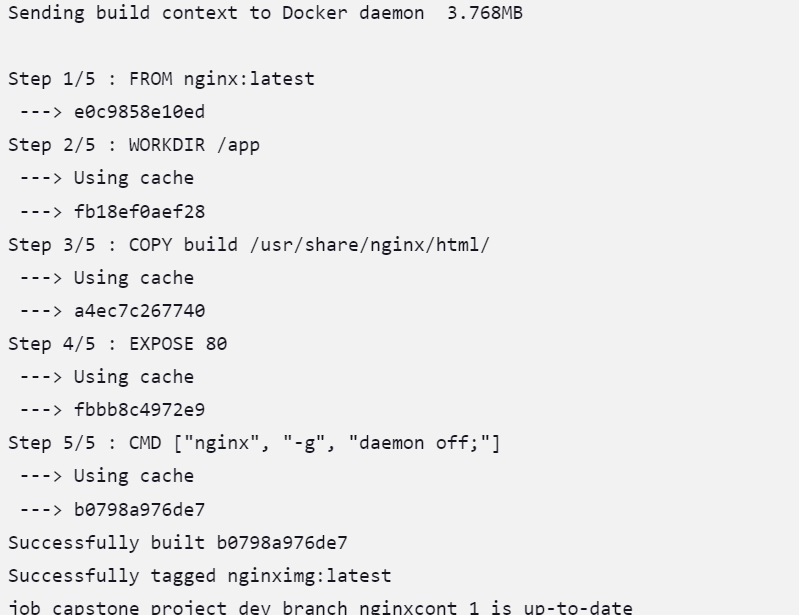 Sending build context to Docker daemon  3.768MB
Step 1/5 : FROM nginx:latest
 ---> e0c9858e10ed
Step 2/5 : WORKDIR /app
 ---> Using cache
 ---> fb18ef0aef28
Step 3/5 : COPY build /usr/share/nginx/html/
 ---> Using cache
 ---> a4ec7c267740
Step 4/5 : EXPOSE 80
 ---> Using cache
 ---> fbbb8c4972e9
Step 5/5 : CMD ["nginx", "-g", "daemon off;"]
 ---> Using cache
 ---> b0798a976de7
Successfully built b0798a976de7
Successfully tagged nginximg:latest
job_capstone_project_dev_branch_nginxcont_1 is up-to-date